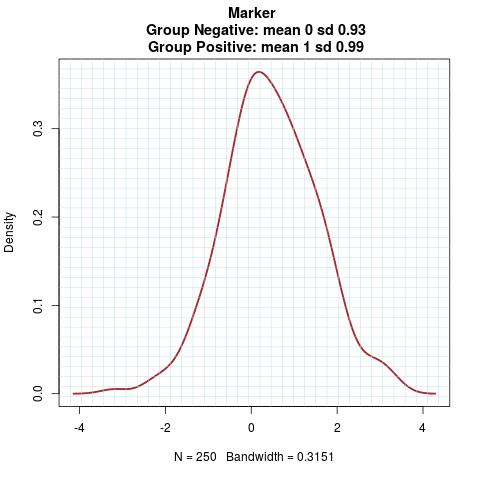 Marker
Group Negative: mean 0 sd 0.93
Group Positive: mean 1 sd 0.99
Density
0.3
0.2
0.1
0.0
-4 -2 0 2 4
N = 250 Bandwidth = 0.3151